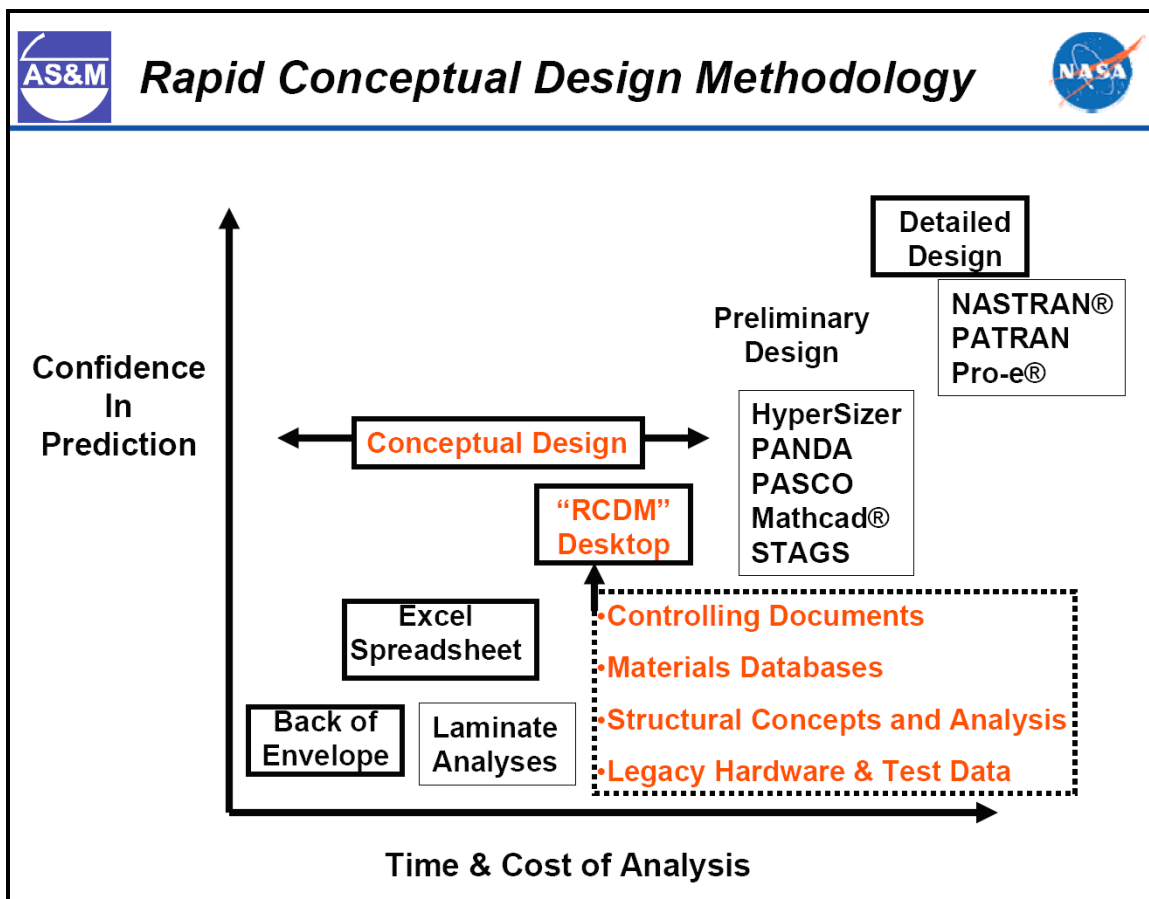 AS&M
Rapid Conceptual Design Methodology
NASA
Detailed
Design
NASTRAN®
PATRAN
Pro-e®
Preliminary
Design
HyperSizer
PANDA
PASCO
Mathcad®
STAGS
Confidence
In
Prediction
Conceptual Design
“RCDM”
Desktop
•Controlling Documents
•Materials Databases
•Structural Concepts and Analysis
•Legacy Hardware & Test Data
Excel
Spreadsheet
Back of
Envelope
Laminate
Analyses
Time & Cost of Analysis